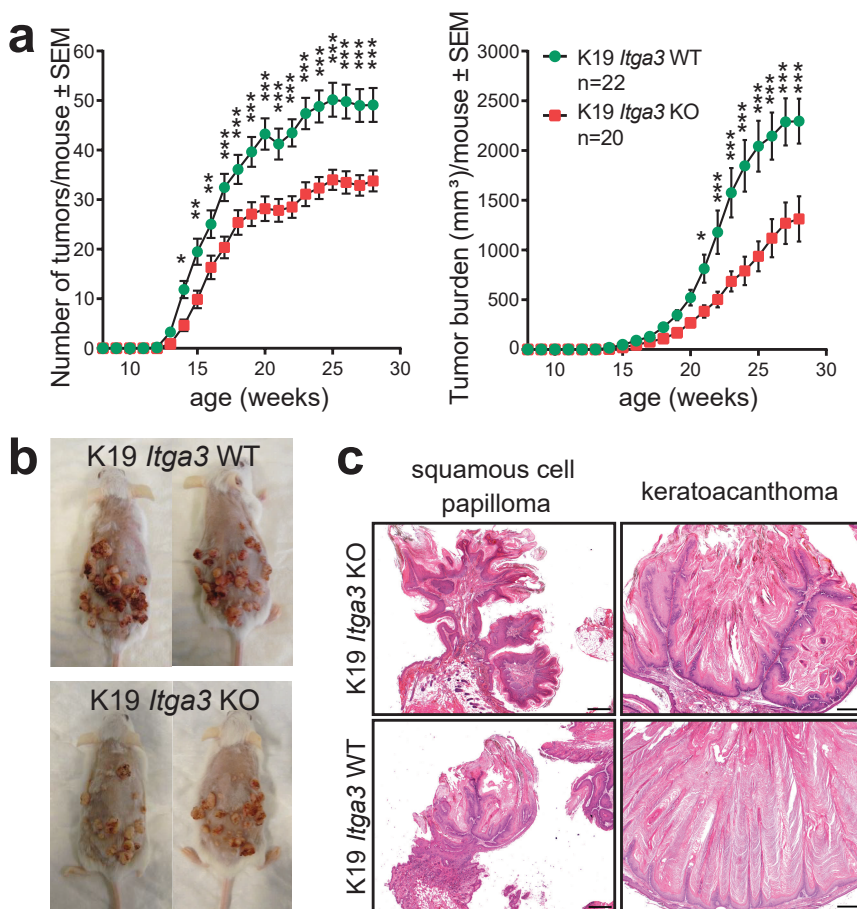 a
Number of tumors/mouse ± SEM
60
50
40
30
20
10
0
10
15
20
25
30
age (weeks)
*
**
**
***
***
***
***
***
***
***
***
***
***
***
***
Tumor burden (mm³)/mouse ± SEM
3000
2500
2000
1500
1000
500
0
10
15
20
25
30
age (weeks)
*
***
***
***
***
***
***
***
K19 Itga3 WT
n=22
K19 Itga3 KO
n=20
b
K19 Itga3 WT
K19 Itga3 KO
c
squamous cell
papilloma
keratoacanthoma
K19 Itga3 KO
K19 Itga3 WT